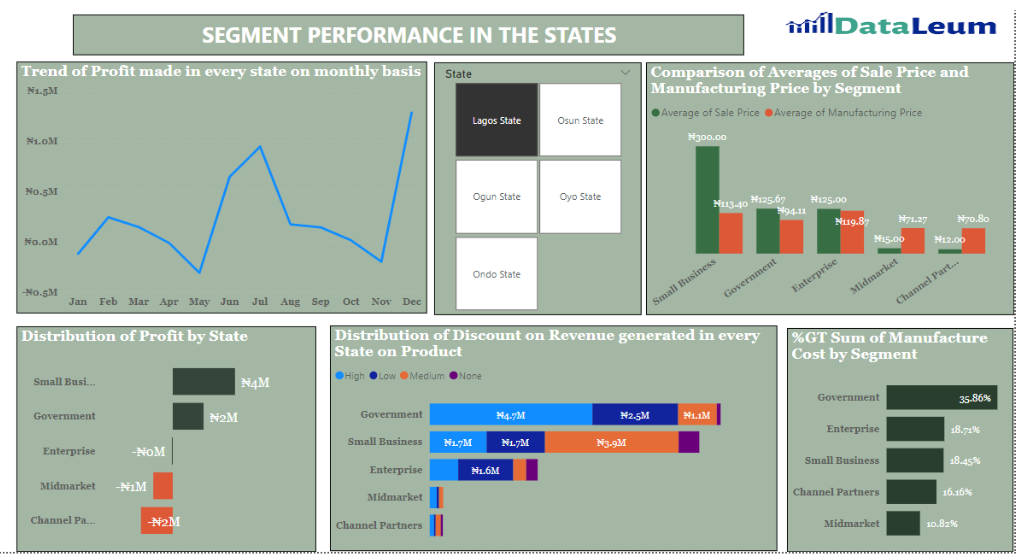 SEGMENT PERFORMANCE IN THE STATES
DataLeum
Trend of Profit made in every state on monthly basis
₦1.5M
₦1.0M
₦0.5M
₦0.0M
-₦0.5M
Jan Feb Mar Apr May Jun Jul Aug Sep Oct Nov Dec
State
Lagos State
Osun State
Ogun State
Oyo State
Ondo State
Comparison of Averages of Sale Price and
Manufacturing Price by Segment
Average of Sale Price Average of Manufacturing Price
₦300.00
₦113.40
₦125.67
₦94.11
₦125.00
₦119.87
₦15.00
₦71.27
₦12.00
₦70.80
Small Business
Government
Enterprise
Midmarket
Channel Part...
Distribution of Profit by State
Small Busi... ₦4M
Government ₦2M
Enterprise -₦0M
Midmarket -₦1M
Channel Pa... -₦2M
Distribution of Discount on Revenue generated in every
State on Product
High Low Medium None
Government ₦4.7M ₦2.5M ₦1.1M
Small Business ₦1.7M ₦1.7M ₦3.9M
Enterprise ₦1.6M
Midmarket
Channel Partners
%GT Sum of Manufacture
Cost by Segment
Government 35.86%
Enterprise 18.71%
Small Business 18.45%
Channel Partners 16.16%
Midmarket 10.82%